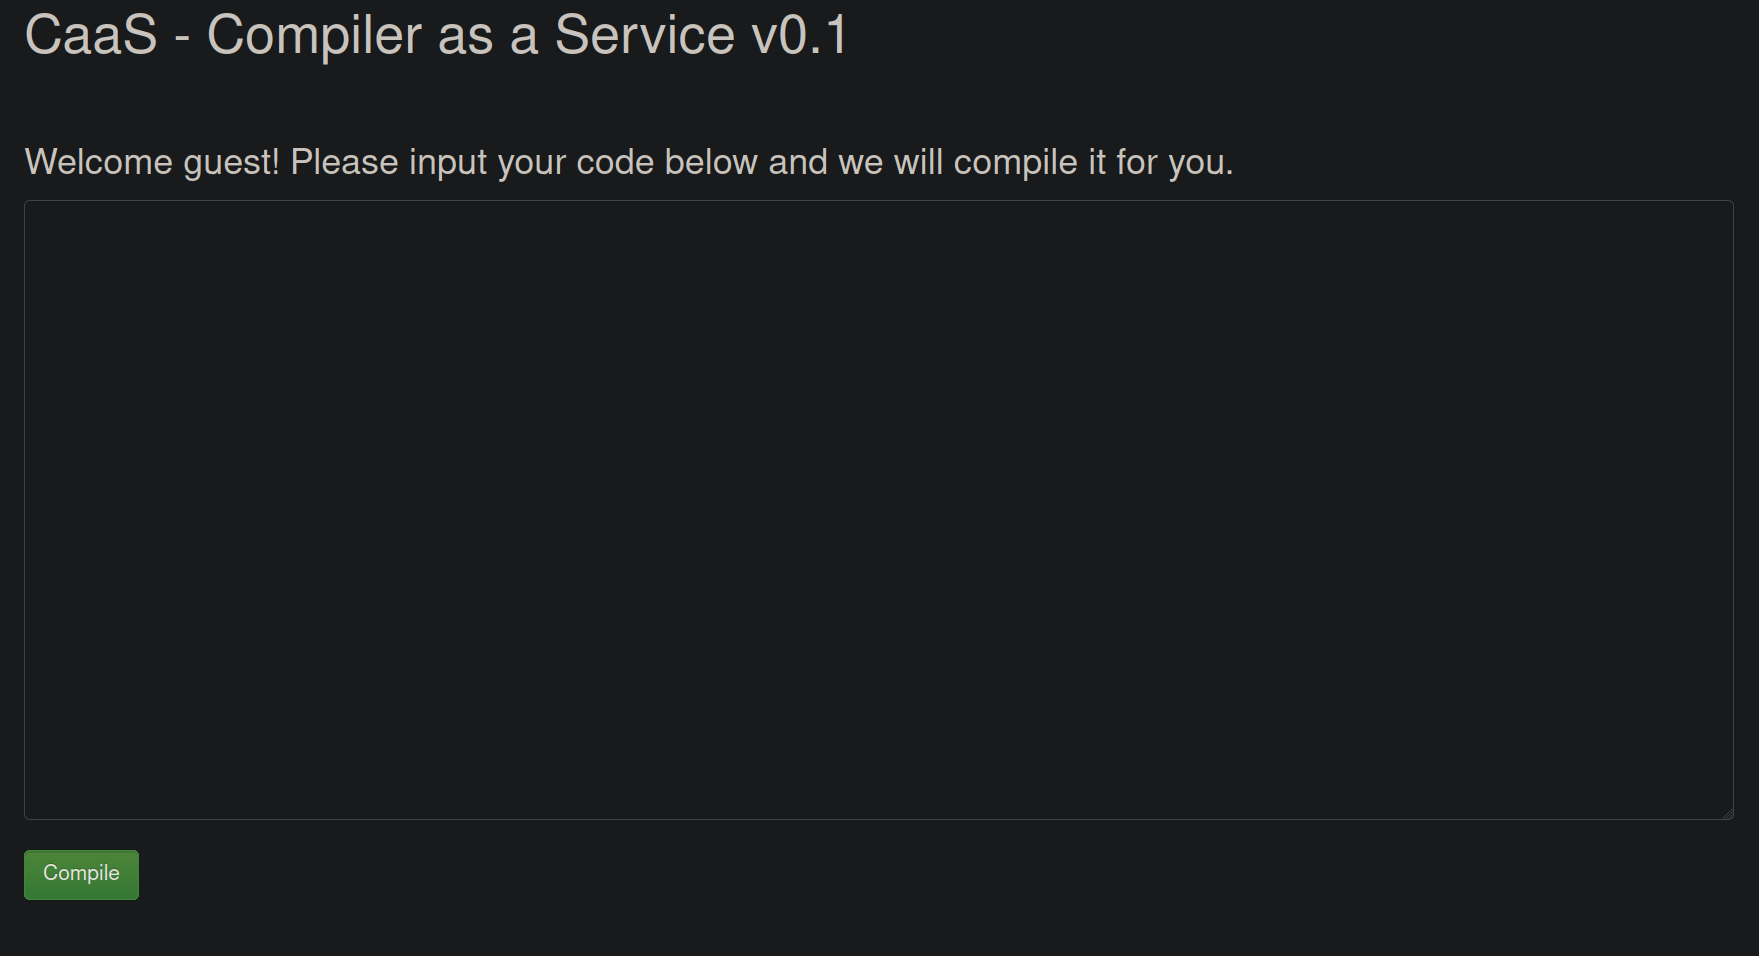 CaaS - Compiler as a Service v0.1
Welcome guest! Please input your code below and we will compile it for you.
Compile